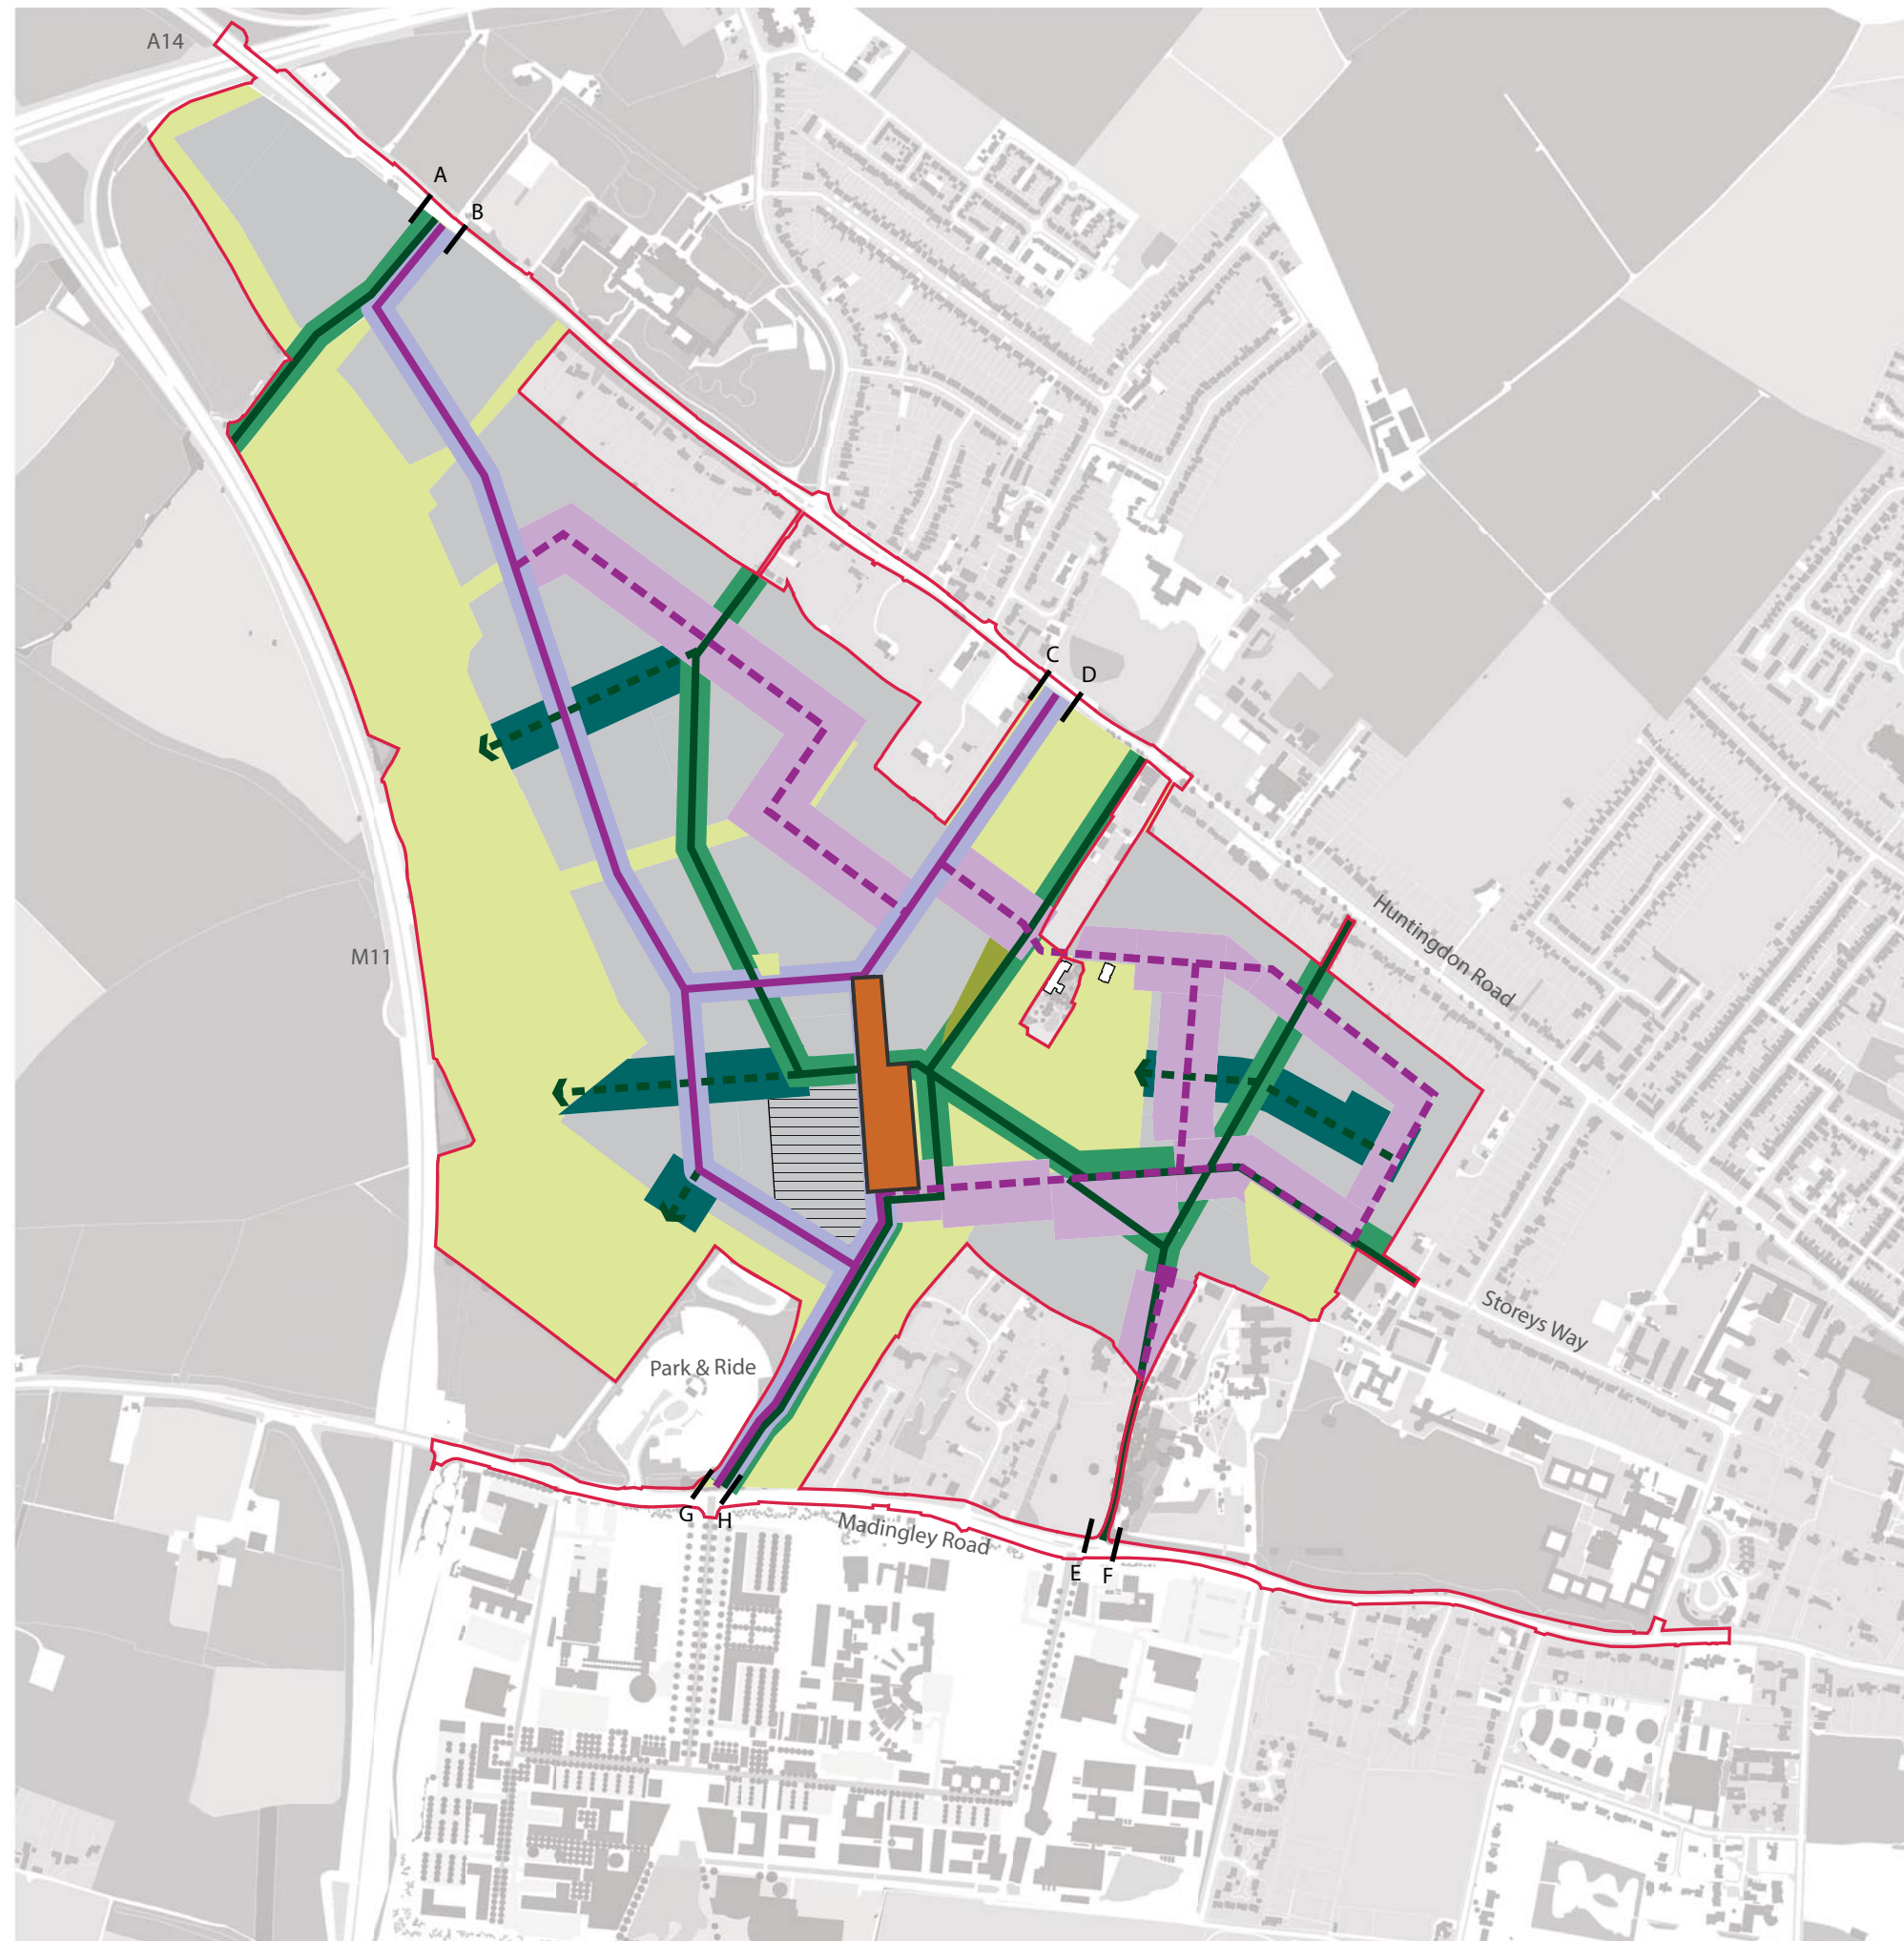 A14
A
B
C
D
Huntingdon Road
M11
Storeys Way
Park & Ride
G
H
Madingley Road
E
F